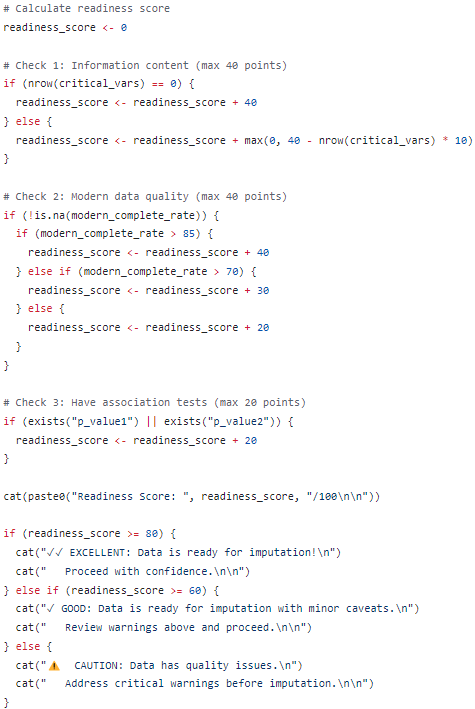 # Calculate readiness score
readiness_score <- 0

# Check 1: Information content (max 40 points)
if (nrow(critical_vars) == 0) {
  readiness_score <- readiness_score + 40
} else {
  readiness_score <- readiness_score + max(0, 40 - nrow(critical_vars) * 10)
}

# Check 2: Modern data quality (max 40 points)
if (!is.na(modern_complete_rate)) {
  if (modern_complete_rate > 85) {
    readiness_score <- readiness_score + 40
  } else if (modern_complete_rate > 70) {
    readiness_score <- readiness_score + 30
  } else {
    readiness_score <- readiness_score + 20
  }
}

# Check 3: Have association tests (max 20 points)
if (exists("p_value1") || exists("p_value2")) {
  readiness_score <- readiness_score + 20
}

cat(paste0("Readiness Score: ", readiness_score, "/100\n\n"))

if (readiness_score >= 80) {
  cat("✓✓ EXCELLENT: Data is ready for imputation!\n")
  cat("   Proceed with confidence.\n\n")
} else if (readiness_score >= 60) {
  cat("✓ GOOD: Data is ready for imputation with minor caveats.\n")
  cat("   Review warnings above and proceed.\n\n")
} else {
  cat("⚠️  CAUTION: Data has quality issues.\n")
  cat("   Address critical warnings before imputation.\n\n")
}